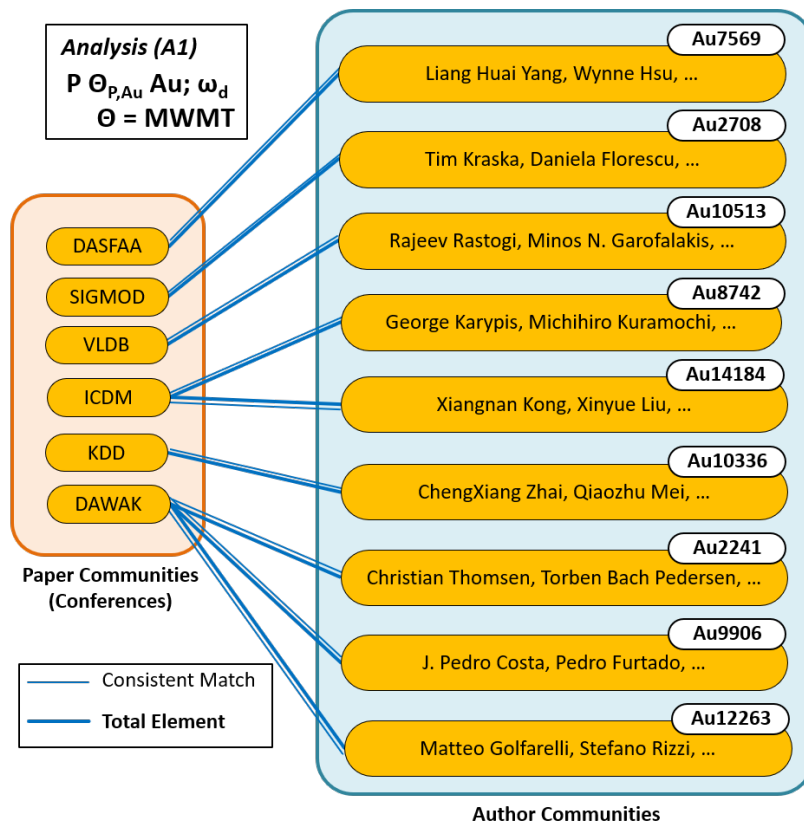 Analysis (A1)
P ΘP,Au Au; ωd
Θ = MWMT
DASFAA
SIGMOD
VLDB
ICDM
KDD
DAWAK
Paper Communities
(Conferences)
Consistent Match
Total Element
Au7569
Liang Huai Yang, Wynne Hsu, ...
Au2708
Tim Kraska, Daniela Florescu, ...
Au10513
Rajeev Rastogi, Minos N. Garofalakis, ...
Au8742
George Karypis, Michihiro Kuramochi, ...
Au14184
Xiangnan Kong, Xinyue Liu, ...
Au10336
ChengXiang Zhai, Qiaozhu Mei, ...
Au2241
Christian Thomsen, Torben Bach Pedersen, ...
Au9906
J. Pedro Costa, Pedro Furtado, ...
Au12263
Matteo Golfarelli, Stefano Rizzi, ...
Author Communities